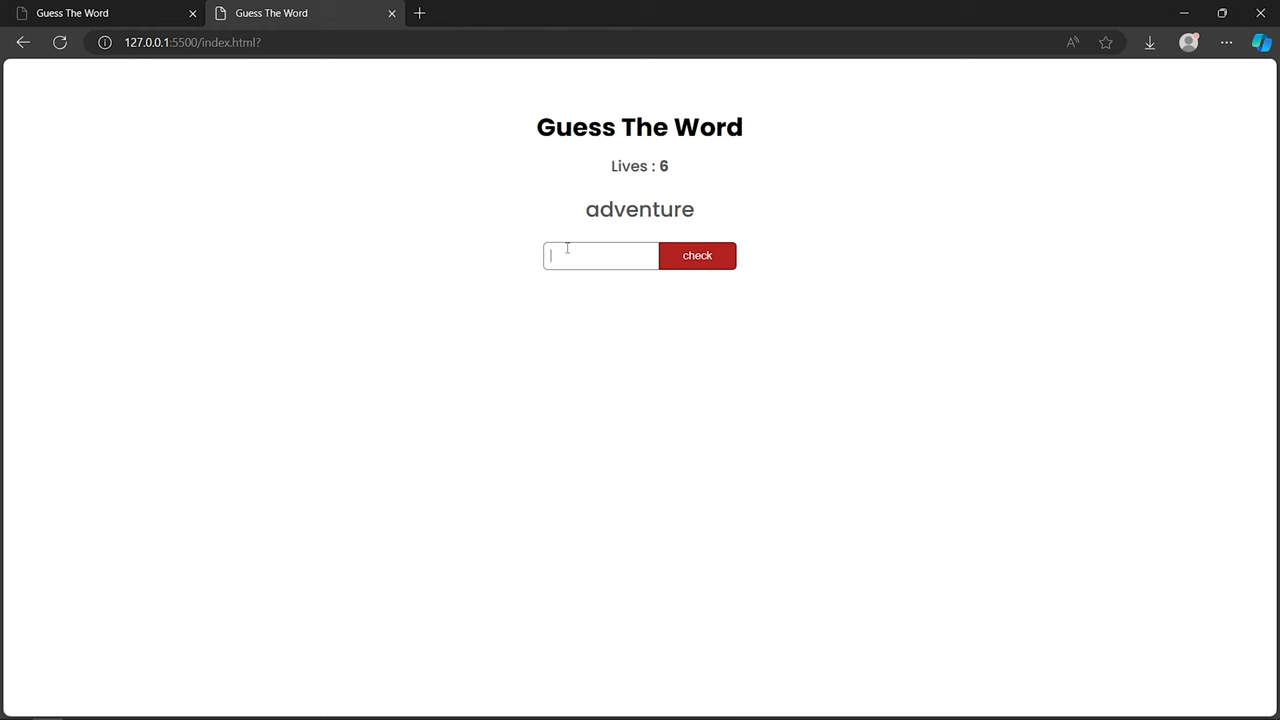 Guess The Word
Guess The Word
127.0.0.1:5500/index.html?
Guess The Word
Lives : 6
adventure
check